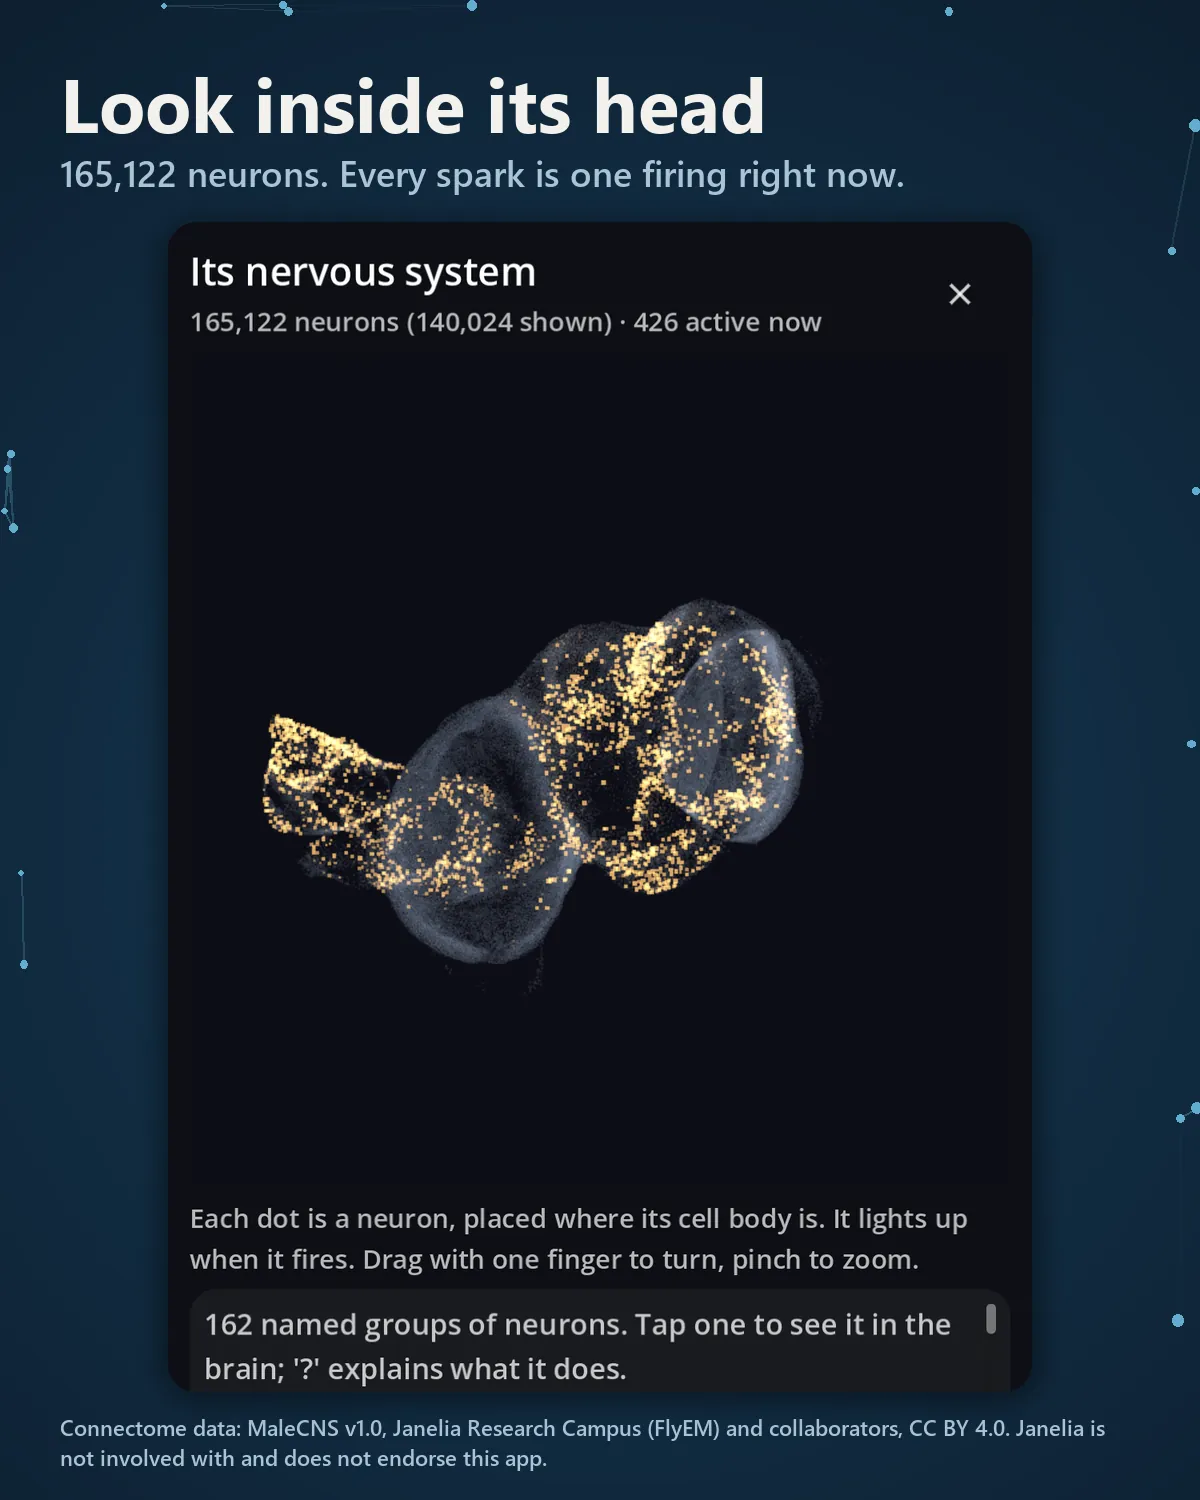 Look inside its head
165,122 neurons. Every spark is one firing right now.
Its nervous system
165,122 neurons (140,024 shown) · 426 active now
Each dot is a neuron, placed where its cell body is. It lights up
when it fires. Drag with one finger to turn, pinch to zoom.
162 named groups of neurons. Tap one to see it in the
brain; '?' explains what it does.
Connectome data: MaleCNS v1.0, Janelia Research Campus (FlyEM) and collaborators, CC BY 4.0. Janelia is
not involved with and does not endorse this app.